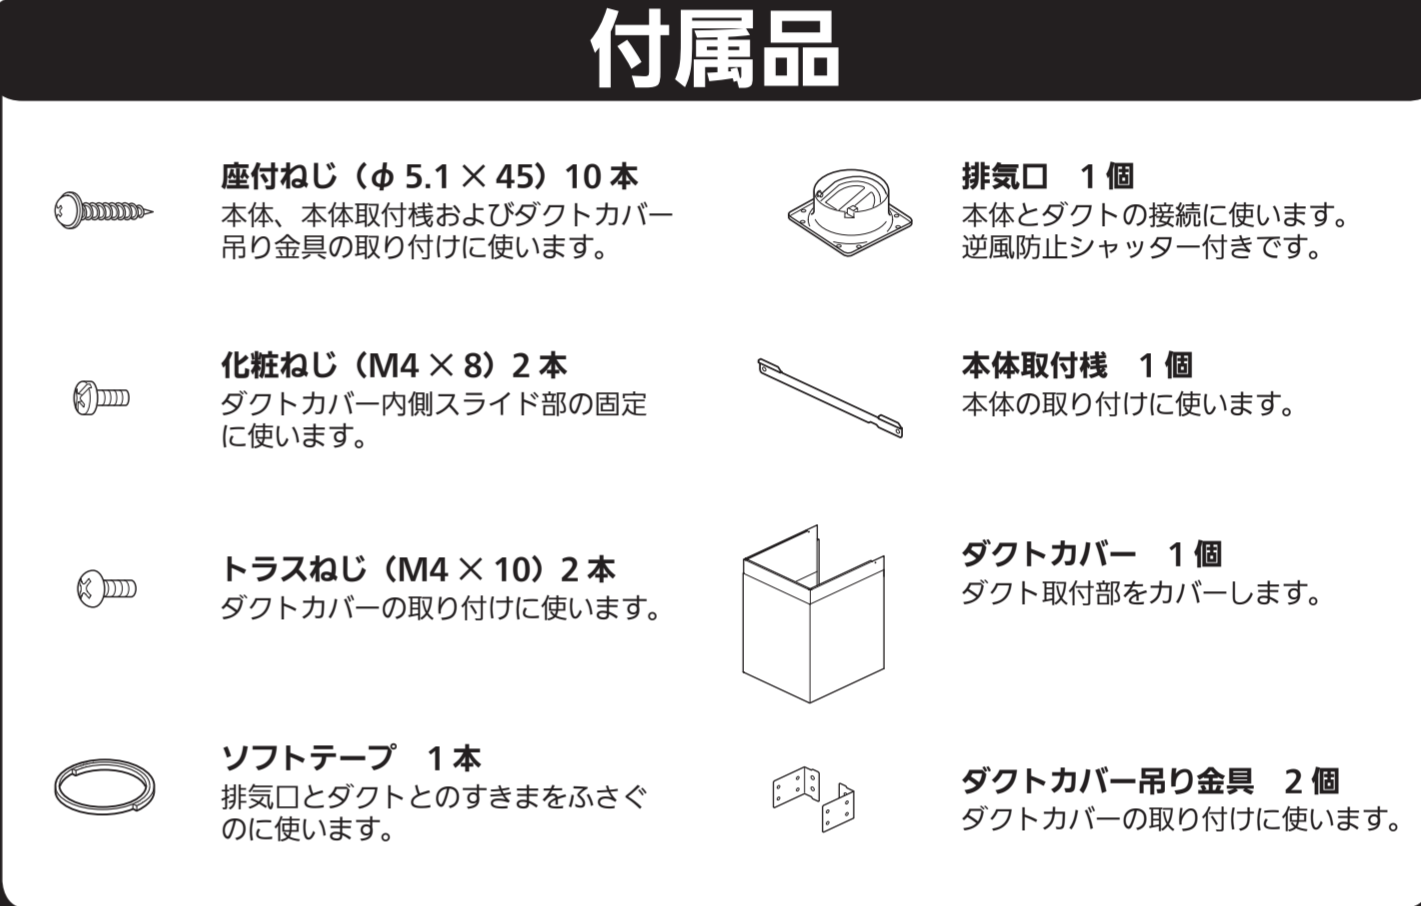 付属品
座付ねじ（φ 5.1 × 45）10 本
本体、本体取付桟およびダクトカバー
吊り金具の取り付けに使います。
化粧ねじ（M4 × 8）2 本
ダクトカバー内側スライド部の固定
に使います。
トラスねじ（M4 × 10）2 本
ダクトカバーの取り付けに使います。
ソフトテープ　1 本
排気口とダクトとのすきまをふさぐ
のに使います。
排気口　1 個
本体とダクトの接続に使います。
逆風防止シャッター付きです。
本体取付桟　1 個
本体の取り付けに使います。
ダクトカバー　1 個
ダクト取付部をカバーします。
ダクトカバー吊り金具　2 個
ダクトカバーの取り付けに使います。